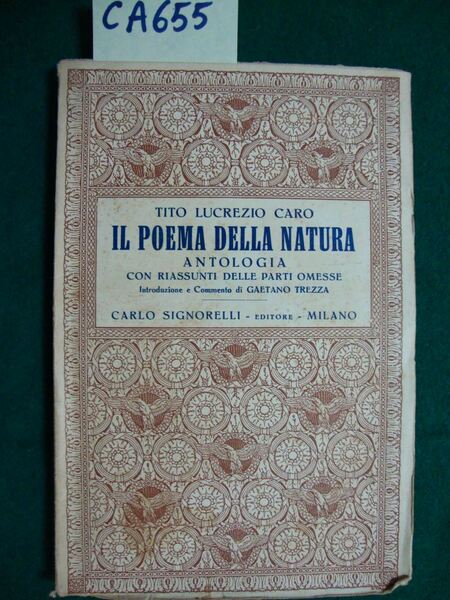 CA655
TITO LUCREZIO CARO
IL POEMA DELLA NATURA
ANTOLOGIA
CON RIASSUNTI DELLE PARTI OMESSE
Introduzione e Commento di GAETANO TREZZA
CARLO SIGNORELLI - EDITORE - MILANO